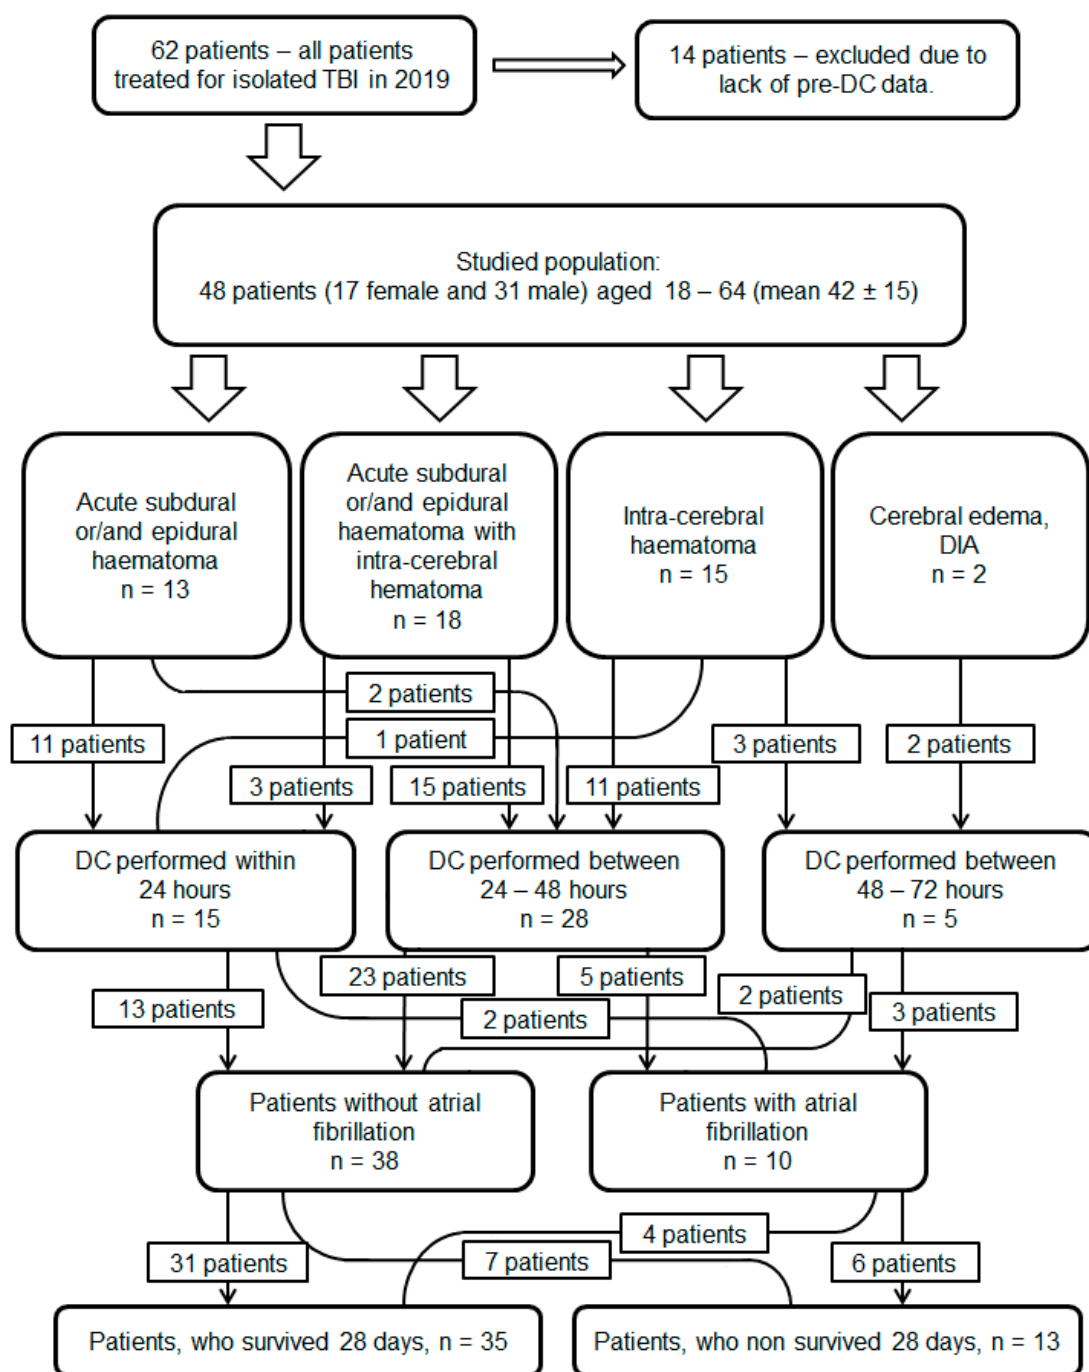 62 patients – all patients
treated for isolated TBI in 2019
14 patients – excluded due to
lack of pre-DC data.
Studied population:
48 patients (17 female and 31 male) aged 18 – 64 (mean 42 ± 15)
Acute subdural
or/and epidural
haematoma
n = 13
Acute subdural
or/and epidural
haematoma with
intra-cerebral
hematoma
n = 18
Intra-cerebral
haematoma
n = 15
Cerebral edema,
DIA
n = 2
2 patients
11 patients
1 patient
3 patients
2 patients
3 patients
15 patients
11 patients
DC performed within
24 hours
n = 15
DC performed between
24 – 48 hours
n = 28
DC performed between
48 – 72 hours
n = 5
23 patients
5 patients
2 patients
13 patients
2 patients
3 patients
Patients without atrial
fibrillation
n = 38
Patients with atrial
fibrillation
n = 10
4 patients
31 patients
7 patients
6 patients
Patients, who survived 28 days, n = 35
Patients, who non survived 28 days, n = 13